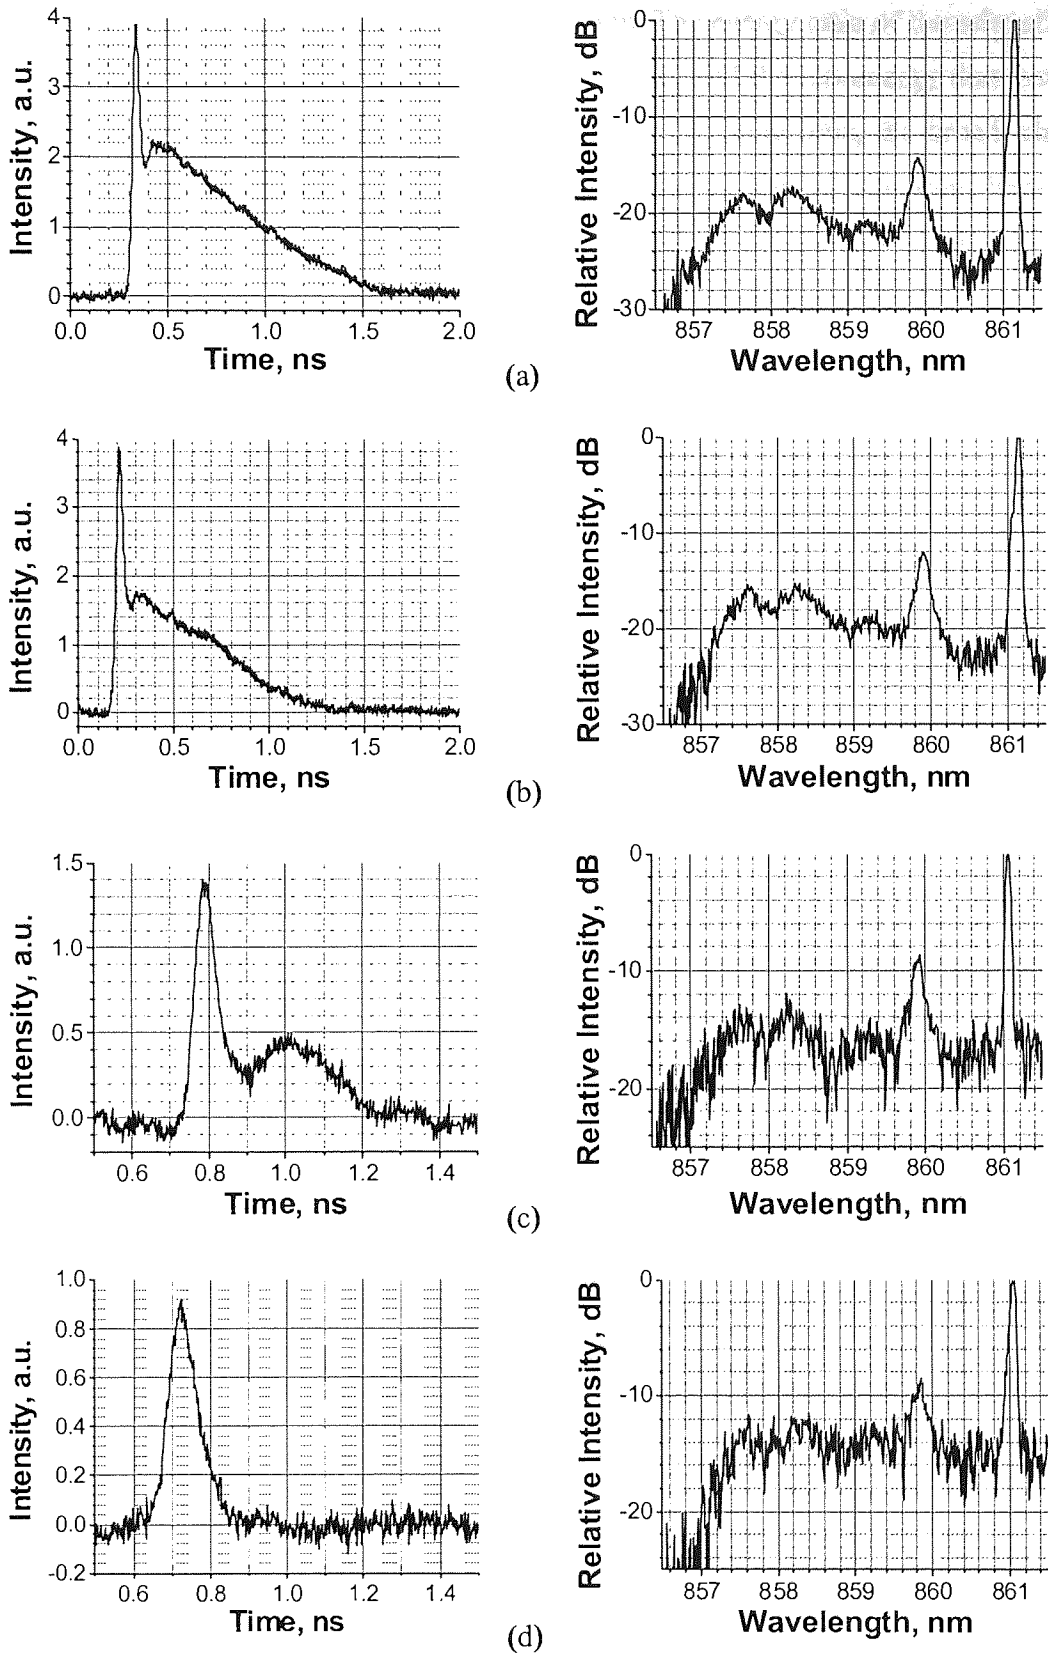 Intensity, a.u.
4
3
2
1
0
0.0 0.5 1.0 1.5 2.0
Time, ns
Relative Intensity, dB
0
-10
-20
-30
857 858 859 860 861
Wavelength, nm
(a)
Intensity, a.u.
4
3
2
1
0
0.0 0.5 1.0 1.5 2.0
Time, ns
Relative Intensity, dB
0
-10
-20
-30
857 858 859 860 861
Wavelength, nm
(b)
Intensity, a.u.
1.5
1.0
0.5
0.0
0.6 0.8 1.0 1.2 1.4
Time, ns
Relative Intensity, dB
0
-10
-20
857 858 859 860 861
Wavelength, nm
(c)
Intensity, a.u.
1.0
0.8
0.6
0.4
0.2
0.0
-0.2
0.6 0.8 1.0 1.2 1.4
Time, ns
Relative Intensity, dB
0
-10
-20
857 858 859 860 861
Wavelength, nm
(d)